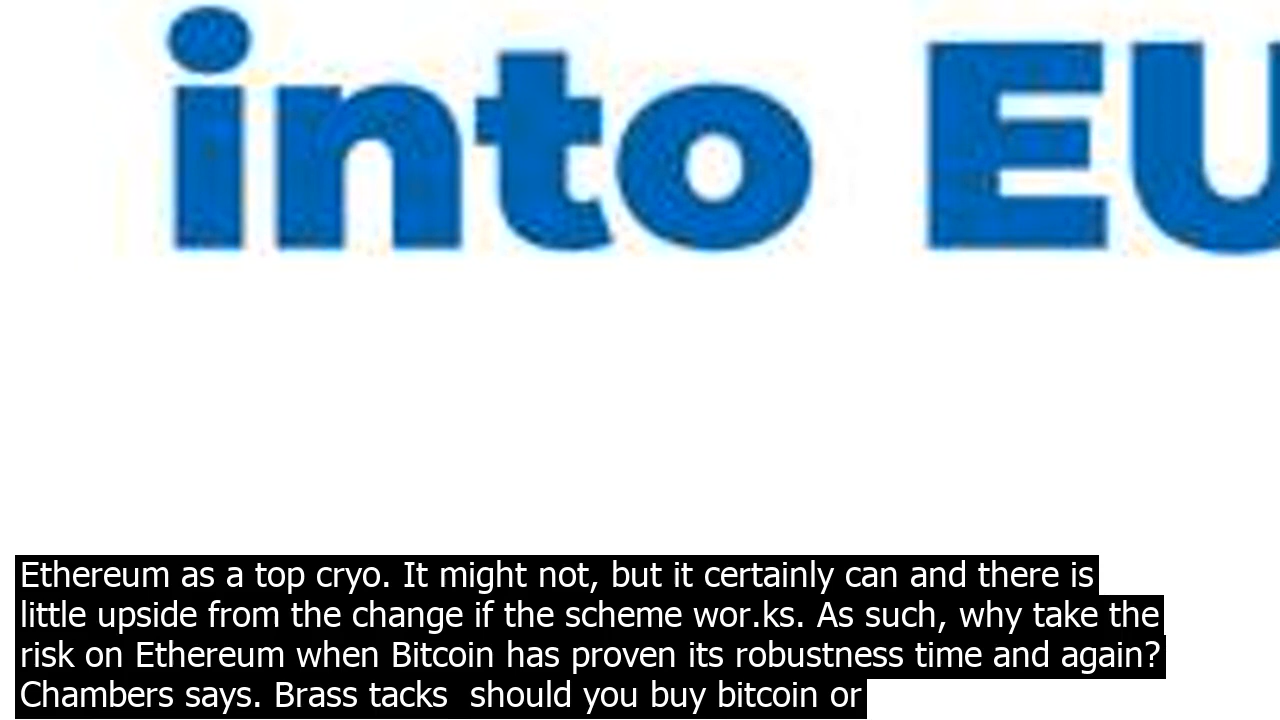 into EU
Ethereum as a top cryo. It might not, but it certainly can and there is
little upside from the change if the scheme wor.ks. As such, why take the
risk on Ethereum when Bitcoin has proven its robustness time and again?
Chambers says. Brass tacks  should you buy bitcoin or